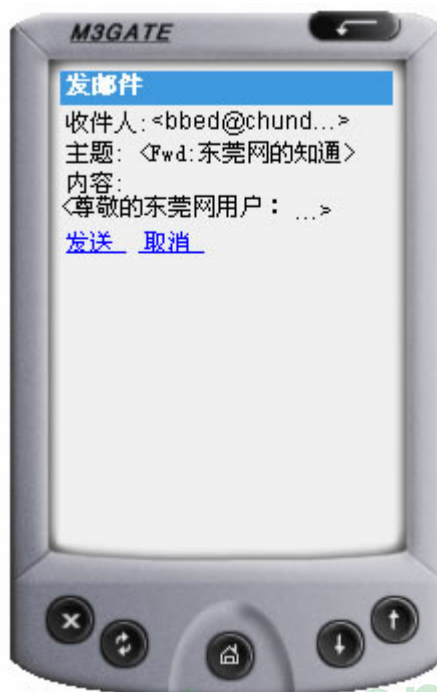 M3GATE
发邮件
收件人:<bbed@chund...>
主题: <Fwd:东莞网的知通>
内容:
<尊敬的东莞网用户: ...>
发送 取消